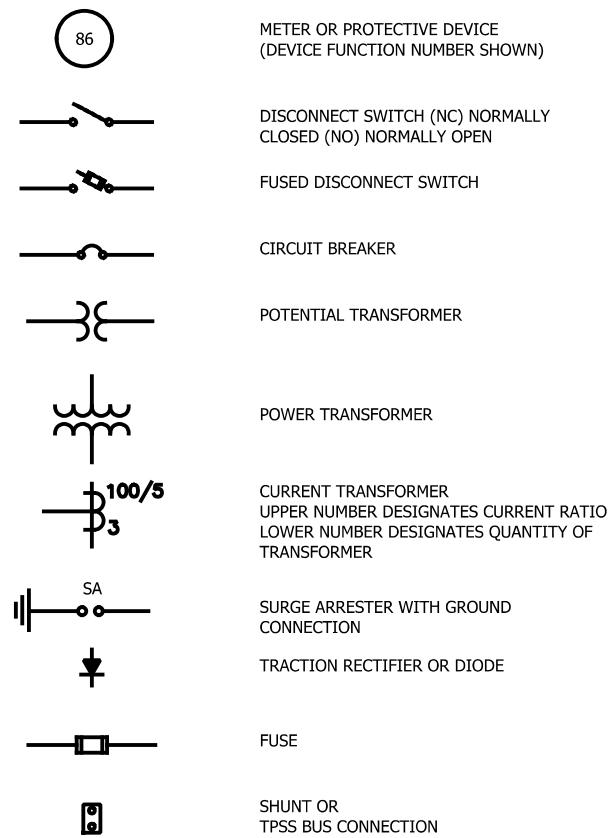 86
METER OR PROTECTIVE DEVICE
(DEVICE FUNCTION NUMBER SHOWN)
DISCONNECT SWITCH (NC) NORMALLY
CLOSED (NO) NORMALLY OPEN
FUSED DISCONNECT SWITCH
CIRCUIT BREAKER
POTENTIAL TRANSFORMER
POWER TRANSFORMER
100/5
3
CURRENT TRANSFORMER
UPPER NUMBER DESIGNATES CURRENT RATIO
LOWER NUMBER DESIGNATES QUANTITY OF
TRANSFORMER
SA
SURGE ARRESTER WITH GROUND
CONNECTION
TRACTION RECTIFIER OR DIODE
FUSE
SHUNT OR
TPSS BUS CONNECTION